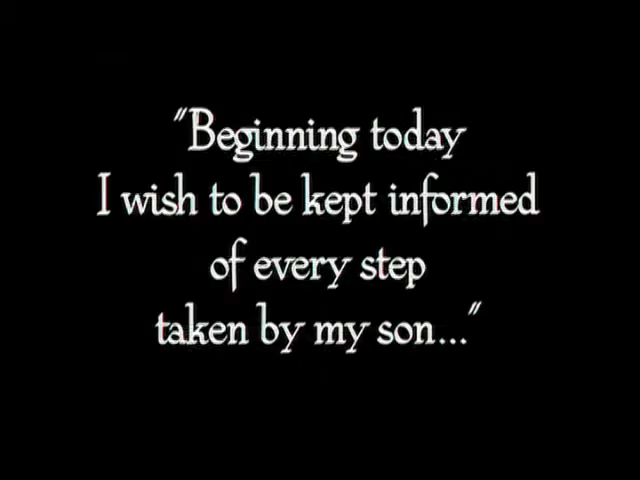 "Beginning today
I wish to be kept informed
of every step
taken by my son..."